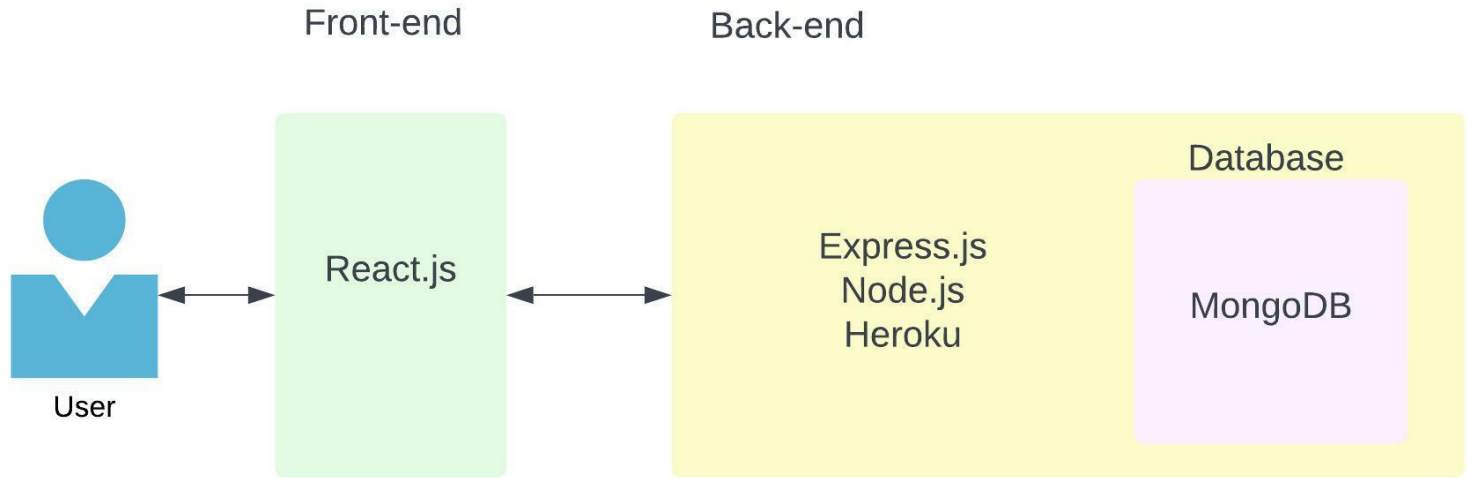 Front-end
Back-end
Database
React.js
Express.js
Node.js
Heroku
MongoDB
User